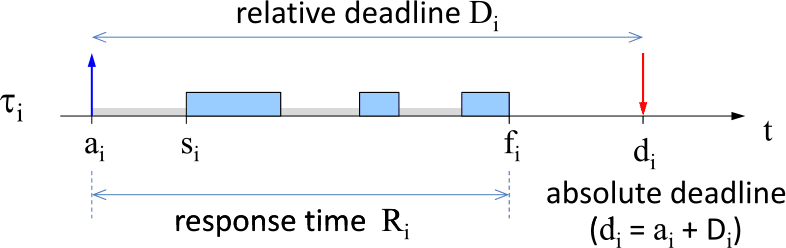 relative deadline Dᵢ
τᵢ
t
aᵢ
sᵢ
fᵢ
dᵢ
response time Rᵢ
absolute deadline
(dᵢ = aᵢ + Dᵢ)